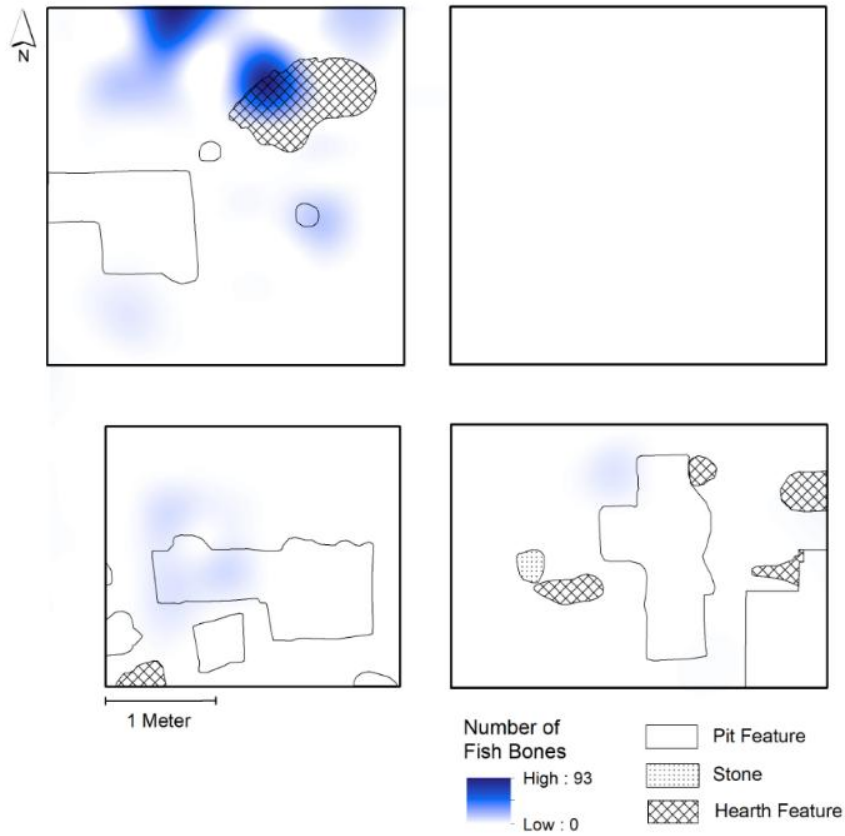 N
1 Meter
Number of
Fish Bones
High : 93
Low : 0
Pit Feature
Stone
Hearth Feature